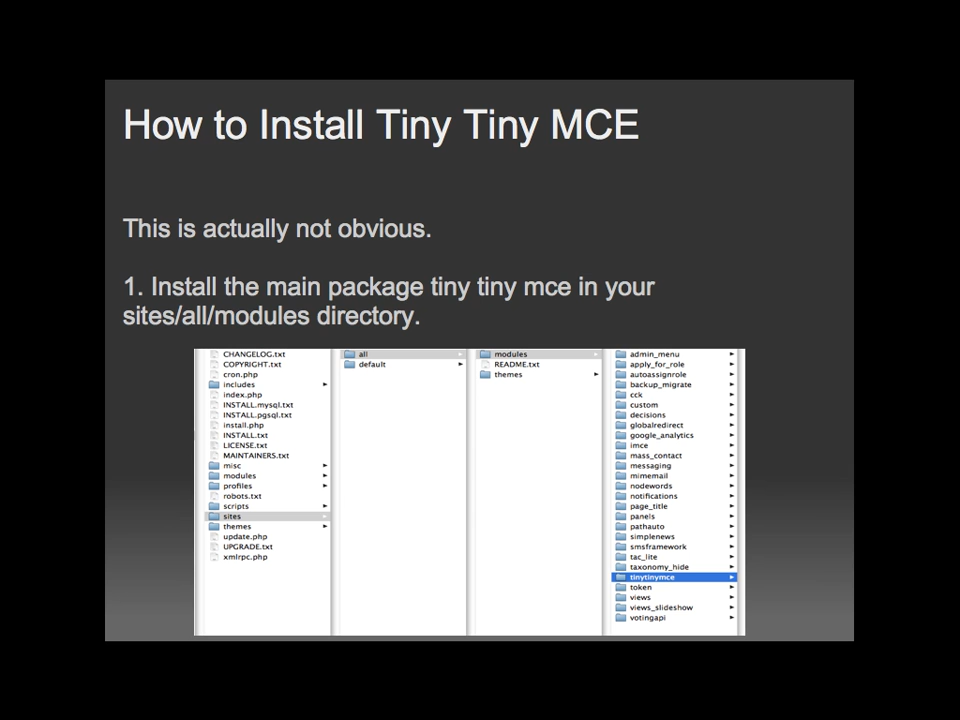 How to Install Tiny Tiny MCE
This is actually not obvious.
1. Install the main package tiny tiny mce in your
sites/all/modules directory.
CHANGELOG.txt
COPYRIGHT.txt
cron.php
includes
index.php
INSTALL.mysql.txt
INSTALL.pgsql.txt
install.php
INSTALL.txt
LICENSE.txt
MAINTAINERS.txt
misc
modules
profiles
robots.txt
scripts
sites
themes
update.php
UPGRADE.txt
xmlrpc.php
all
default
modules
README.txt
themes
admin_menu
apply_for_role
autoassignrole
backup_migrate
cck
custom
decisions
globalredirect
google_analytics
imce
mass_contact
messaging
mimemail
nodewords
notifications
page_title
panels
pathauto
simplenews
smsframework
tac_lite
taxonomy_hide
tinytinymce
token
views
views_slideshow
votingapi